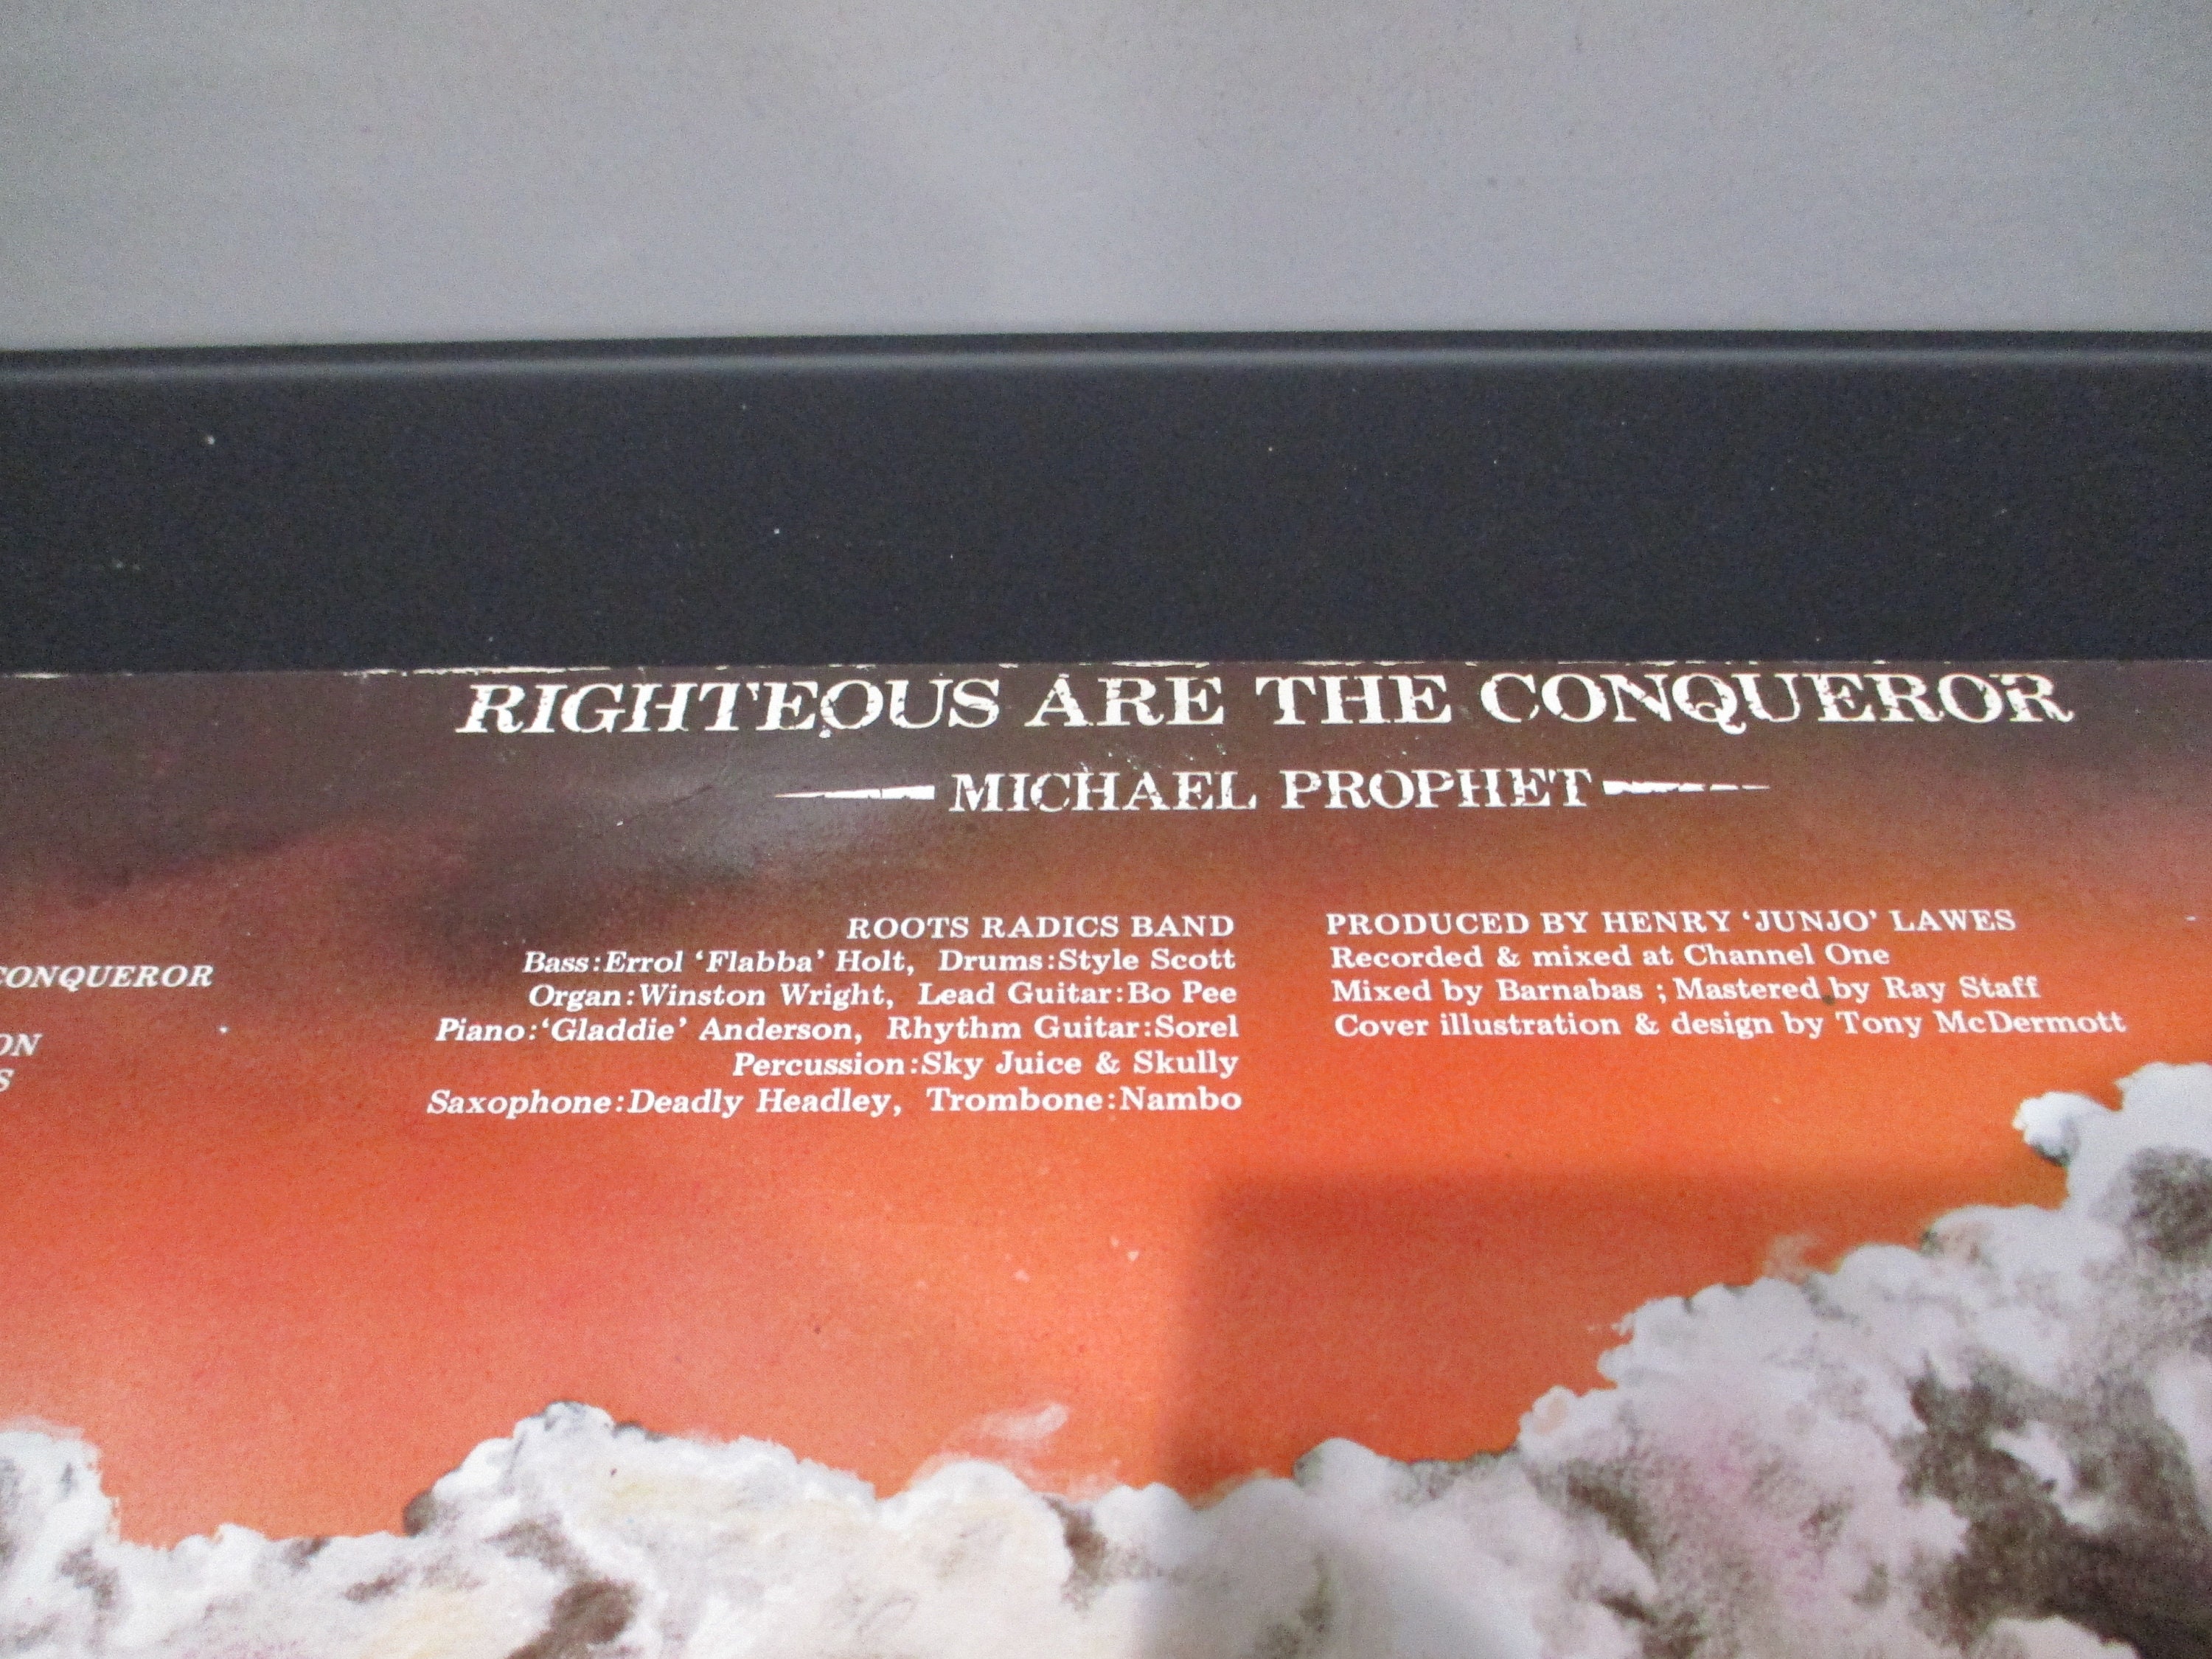 RIGHTEOUS ARE THE CONQUEROR
MICHAEL PROPHET
CONQUEROR
ON
S
ROOTS RADICS BAND
Bass:Errol ‘Flabba’ Holt, Drums:Style Scott
Organ:Winston Wright, Lead Guitar:Bo Pee
Piano:‘Gladdie’ Anderson, Rhythm Guitar:Sorel
Percussion:Sky Juice & Skully
Saxophone:Deadly Headley, Trombone:Nambo
PRODUCED BY HENRY ‘JUNJO’ LAWES
Recorded & mixed at Channel One
Mixed by Barnabas ; Mastered by Ray Staff
Cover illustration & design by Tony McDermott